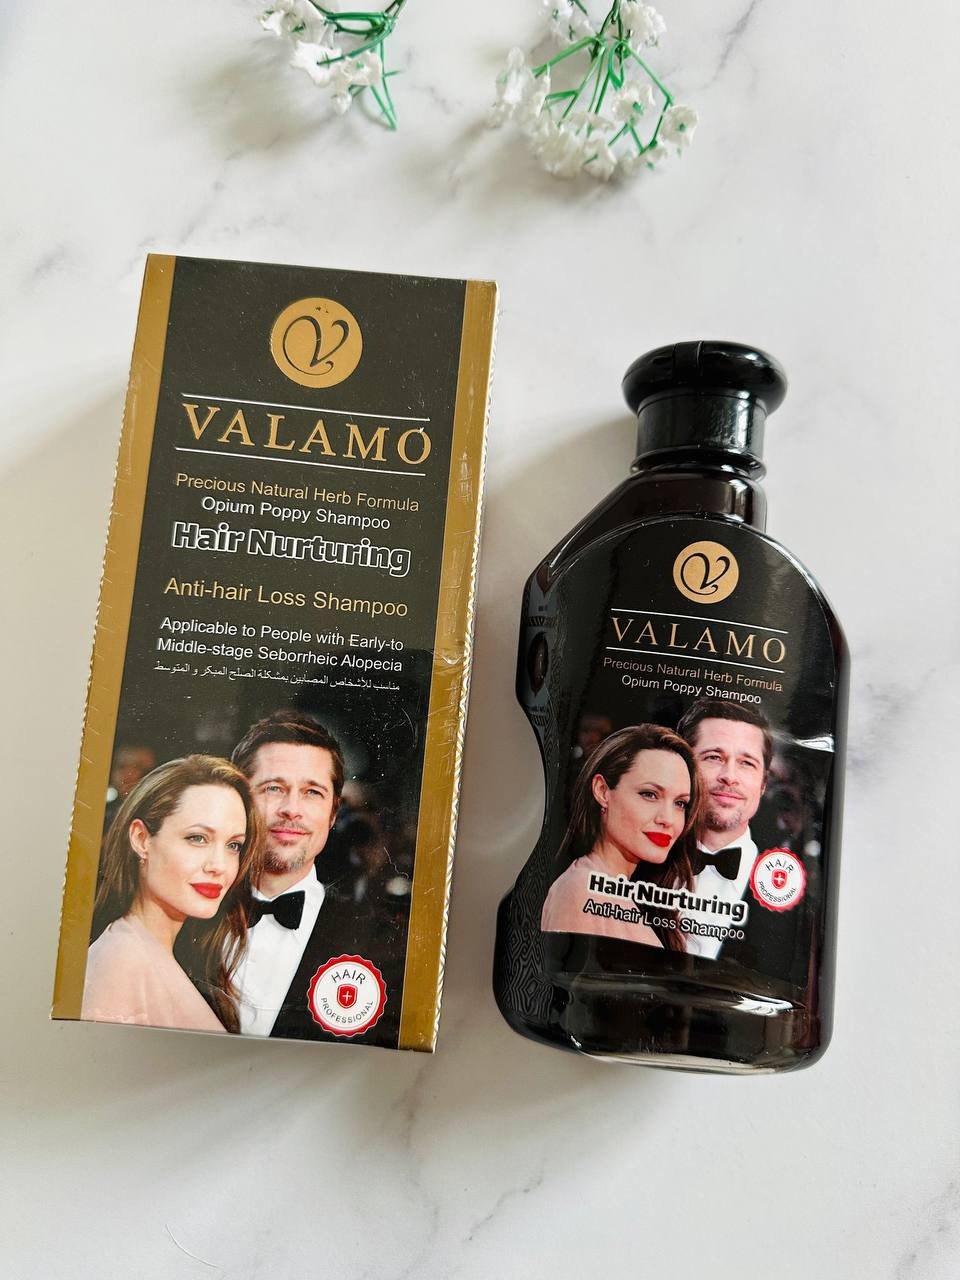 V
VALAMO
Precious Natural Herb Formula
Opium Poppy Shampoo
Hair Nurturing
Anti-hair Loss Shampoo
Applicable to People with Early-to
Middle-stage Seborrheic Alopecia
مناسب للأشخاص المصابين بمشكلة الصلع المبكر و المتوسط
HAIR
PROFESSIONAL
V
VALAMO
Precious Natural Herb Formula
Opium Poppy Shampoo
HAIR
PROFESSIONAL
Hair Nurturing
Anti-hair Loss Shampoo